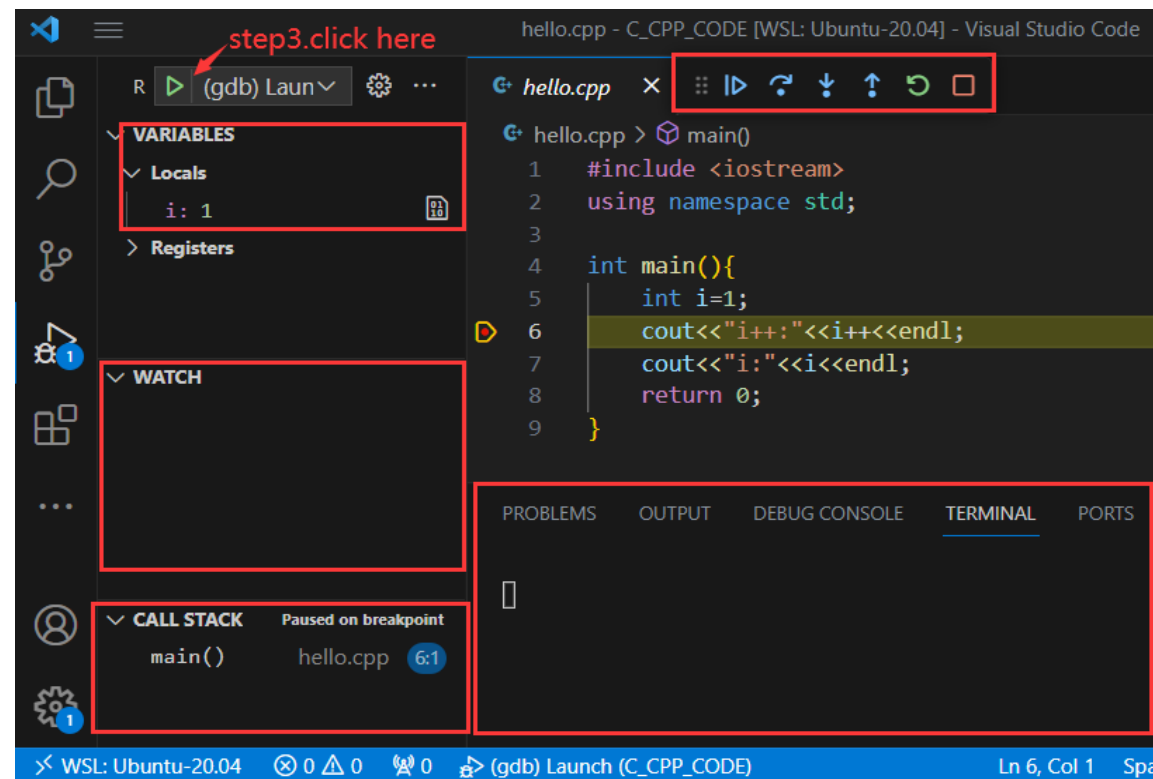 hello.cpp - C_CPP_CODE [WSL: Ubuntu-20.04] - Visual Studio Code
step3.click here
R (gdb) Laun
VARIABLES
Locals
i: 1
Registers
WATCH
CALL STACK Paused on breakpoint
main() hello.cpp 6:1
1
1
hello.cpp
hello.cpp > main()
1 #include <iostream>
2 using namespace std;
3
4 int main(){
5 int i=1;
6 cout<<"i++:"<<i++<<endl;
7 cout<<"i:"<<i<<endl;
8 return 0;
9 }
PROBLEMS OUTPUT DEBUG CONSOLE TERMINAL PORTS
WSL: Ubuntu-20.04 0 0 0 (gdb) Launch (C_CPP_CODE) Ln 6, Col 1 Spa